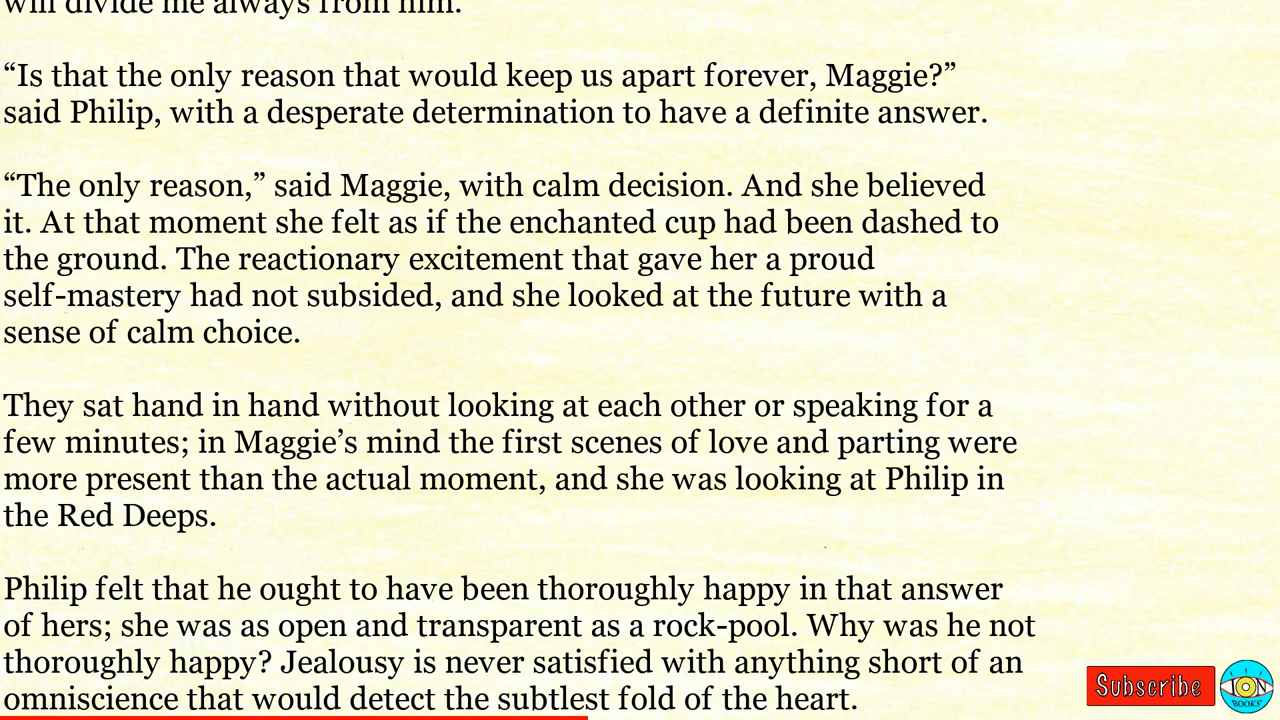 will divide me always from him.
“Is that the only reason that would keep us apart forever, Maggie?”
said Philip, with a desperate determination to have a definite answer.
“The only reason,” said Maggie, with calm decision. And she believed
it. At that moment she felt as if the enchanted cup had been dashed to
the ground. The reactionary excitement that gave her a proud
self-mastery had not subsided, and she looked at the future with a
sense of calm choice.
They sat hand in hand without looking at each other or speaking for a
few minutes; in Maggie’s mind the first scenes of love and parting were
more present than the actual moment, and she was looking at Philip in
the Red Deeps.
Philip felt that he ought to have been thoroughly happy in that answer
of hers; she was as open and transparent as a rock-pool. Why was he not
thoroughly happy? Jealousy is never satisfied with anything short of an
omniscience that would detect the subtlest fold of the heart.
Subscribe
ION
BOOKS